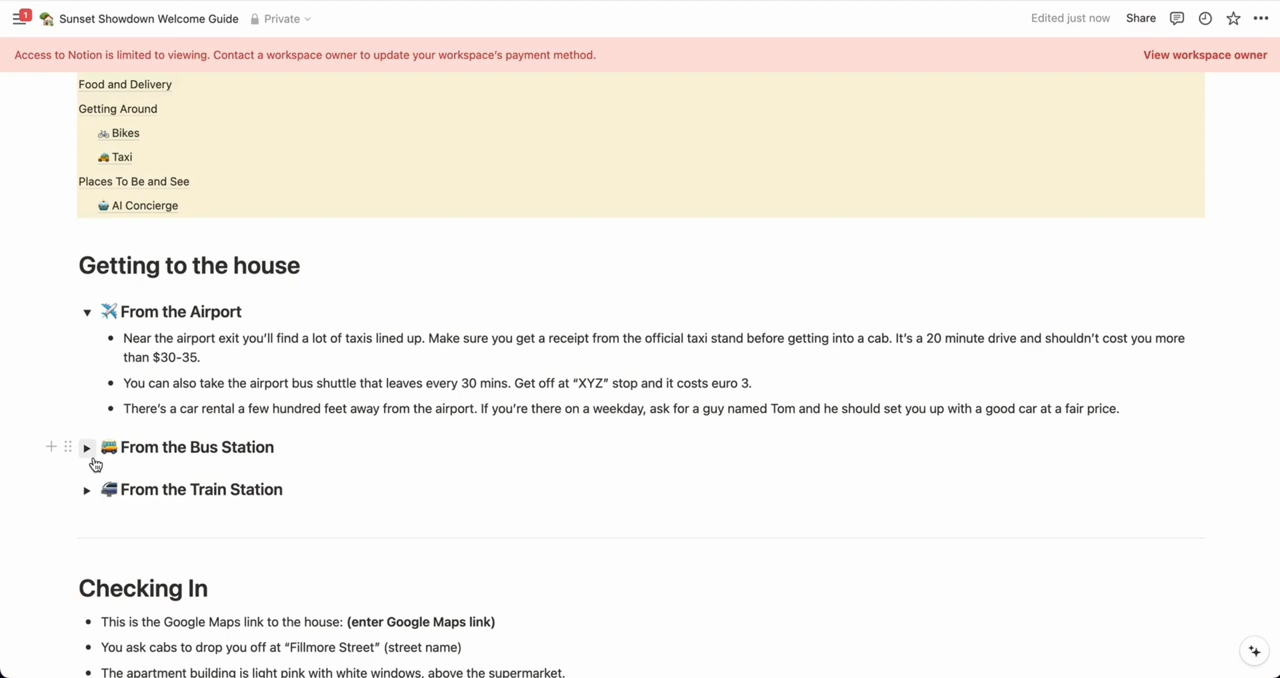 1
Sunset Showdown Welcome Guide
Private
Edited just now
Share
Access to Notion is limited to viewing. Contact a workspace owner to update your workspace's payment method.
View workspace owner
Food and Delivery
Getting Around
Bikes
Taxi
Places To Be and See
AI Concierge
Getting to the house
From the Airport
Near the airport exit you'll find a lot of taxis lined up. Make sure you get a receipt from the official taxi stand before getting into a cab. It's a 20 minute drive and shouldn't cost you more
than $30-35.
You can also take the airport bus shuttle that leaves every 30 mins. Get off at “XYZ” stop and it costs euro 3.
There's a car rental a few hundred feet away from the airport. If you're there on a weekday, ask for a guy named Tom and he should set you up with a good car at a fair price.
From the Bus Station
From the Train Station
Checking In
This is the Google Maps link to the house: (enter Google Maps link)
You ask cabs to drop you off at “Fillmore Street” (street name)
The apartment building is light pink with white windows, above the supermarket.